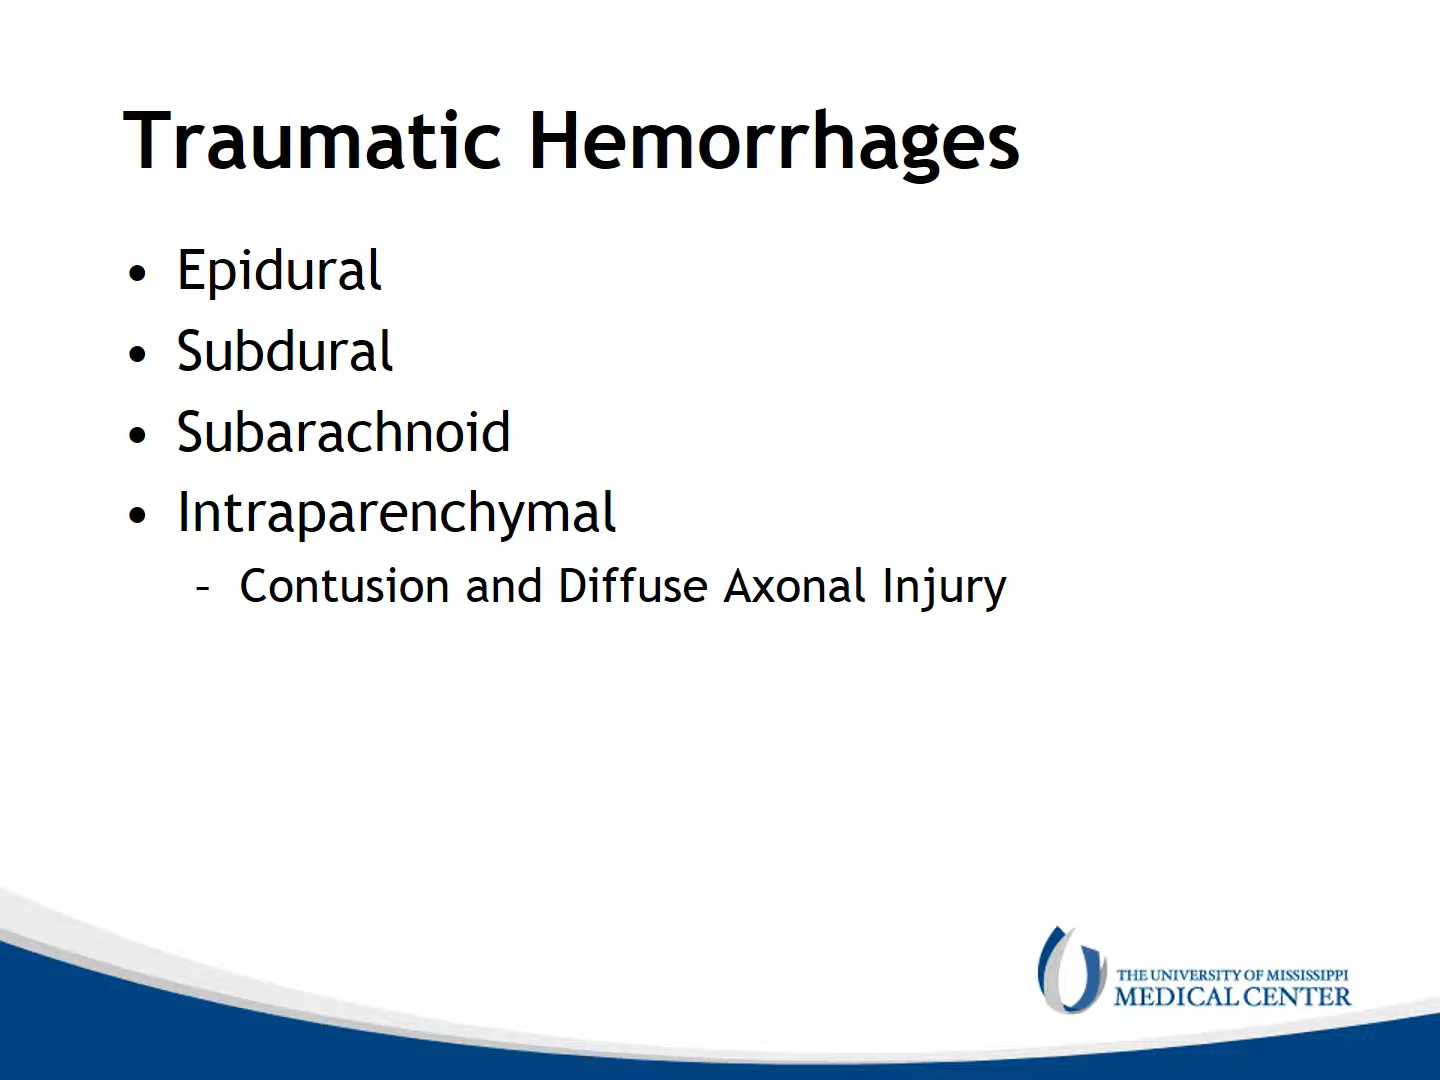 Traumatic Hemorrhages
• Epidural
• Subdural
• Subarachnoid
• Intraparenchymal
– Contusion and Diffuse Axonal Injury
THE UNIVERSITY OF MISSISSIPPI
MEDICAL CENTER